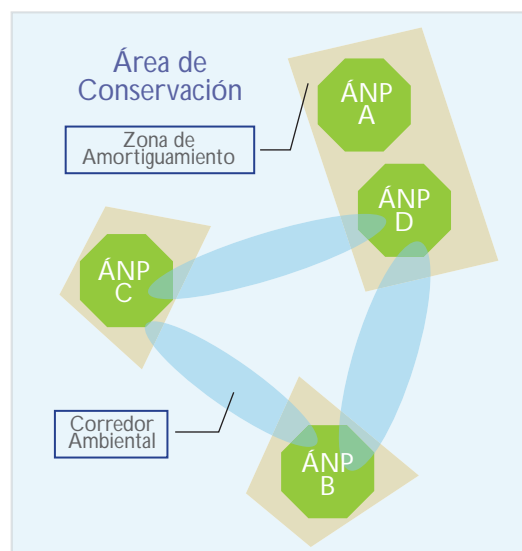 Área de
Conservación
ÁNP
A
Zona de
Amortiguamiento
ÁNP
D
ÁNP
C
Corredor
Ambiental
ÁNP
B